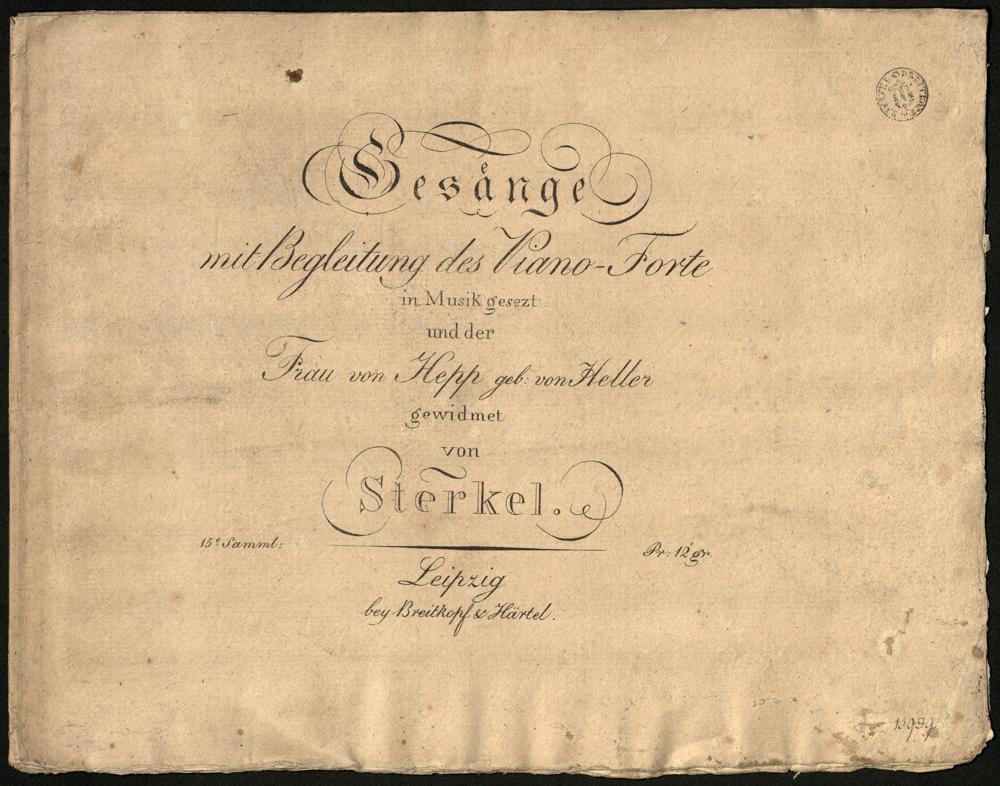 Gesänge
mit Begleitung des Piano-Forte
in Musik gesezt
und der
Frau von Hepp geb: von Heller
gewidmet
von
Sterkel.
15e Samml:
Pr: 12 gr.
Leipzig
bey Breitkopf & Härtel.